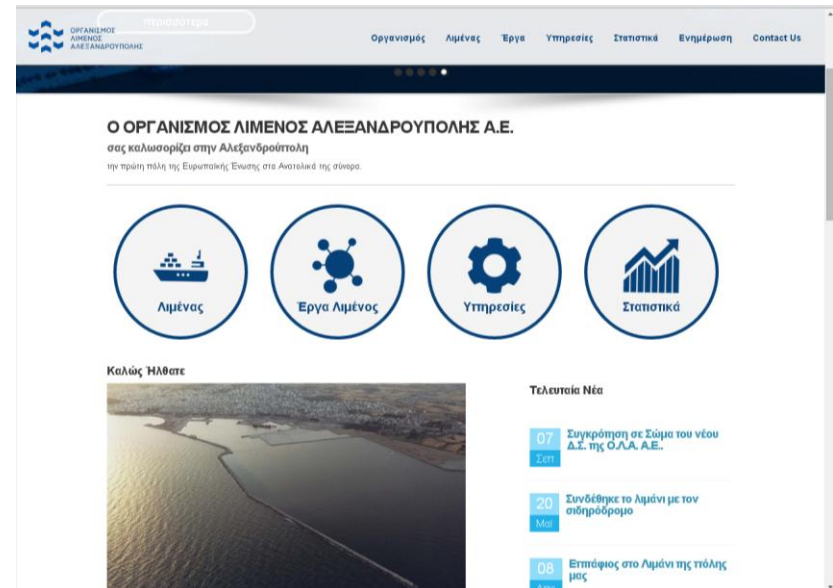 περισσότερα
ΟΡΓΑΝΙΣΜΟΣ
ΛΙΜΕΝΟΣ
ΑΛΕΞΑΝΔΡΟΥΠΟΛΗΣ
Οργανισμός Λιμένας Έργα Υπηρεσίες Στατιστικά Ενημέρωση Contact Us
Ο ΟΡΓΑΝΙΣΜΟΣ ΛΙΜΕΝΟΣ ΑΛΕΞΑΝΔΡΟΥΠΟΛΗΣ Α.Ε.
σας καλωσορίζει στην Αλεξανδρούπολη
την πρώτη πόλη της Ευρωπαικής Ένωσης στα Ανατολικά της σύνορα.
Λιμένας
Έργα Λιμένος
Υπηρεσίες
Στατιστικά
Καλώς Ήλθατε
Τελευταία Νέα
07
Σεπ
Συγκρότηση σε Σώμα του νέου
Δ.Σ. της Ο.Λ.Α. Α.Ε..
20
Μαϊ
Συνδέθηκε το λιμάνι με τον
σιδηρόδρομο
08
Επιτάφιος στο Λιμάνι της πόλης
μας